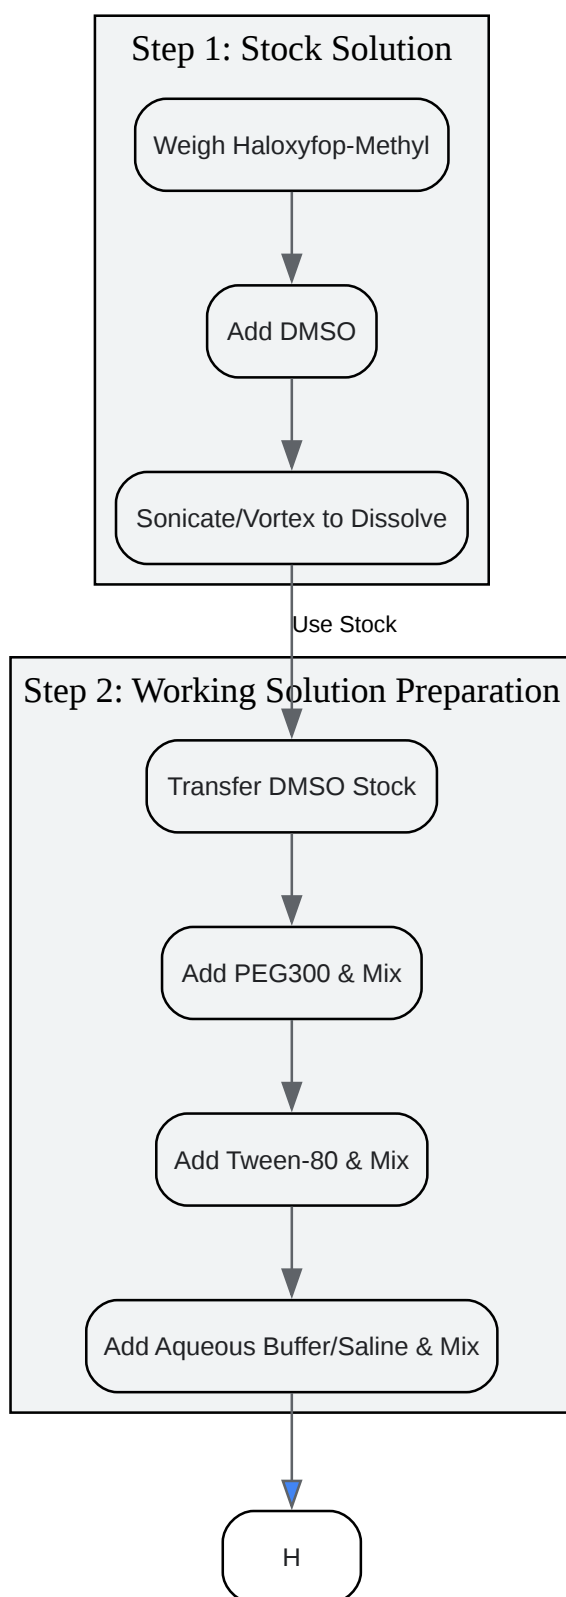 Step 1: Stock Solution
Weigh Haloxyfop-Methyl
Add DMSO
Sonicate/Vortex to Dissolve
Use Stock
Step 2: Working Solution Preparation
Transfer DMSO Stock
Add PEG300 & Mix
Add Tween-80 & Mix
Add Aqueous Buffer/Saline & Mix
H